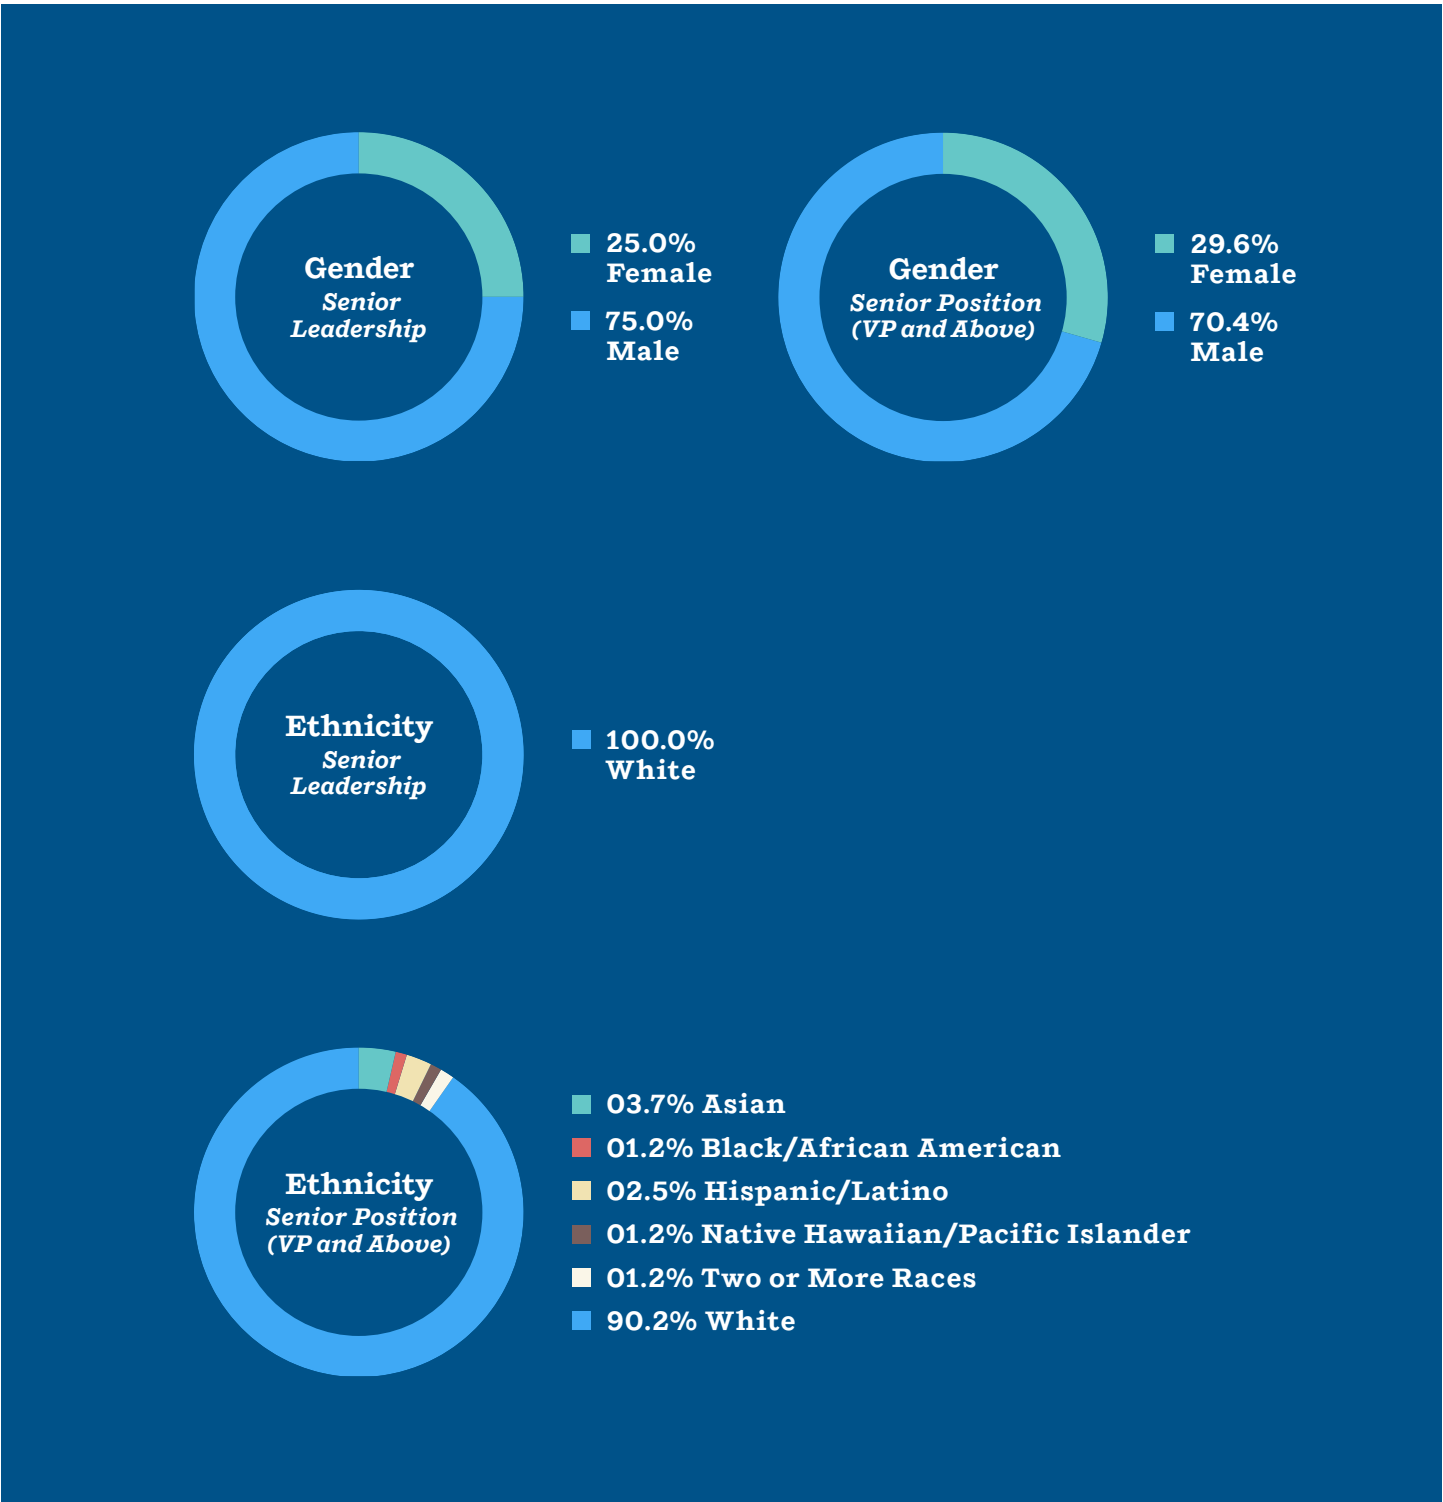 Gender
Senior
Leadership
25.0%
Female
75.0%
Male
Gender
Senior Position
(VP and Above)
29.6%
Female
70.4%
Male
Ethnicity
Senior
Leadership
100.0%
White
Ethnicity
Senior Position
(VP and Above)
03.7% Asian
01.2% Black/African American
02.5% Hispanic/Latino
01.2% Native Hawaiian/Pacific Islander
01.2% Two or More Races
90.2% White